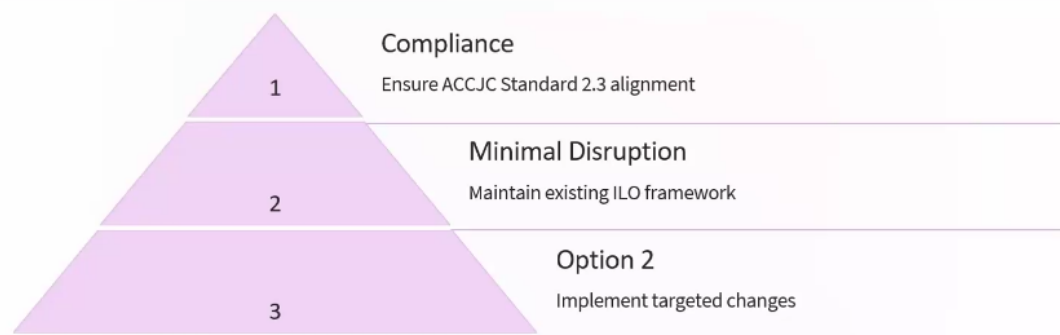 1
Compliance
Ensure ACCJC Standard 2.3 alignment
2
Minimal Disruption
Maintain existing ILO framework
3
Option 2
Implement targeted changes